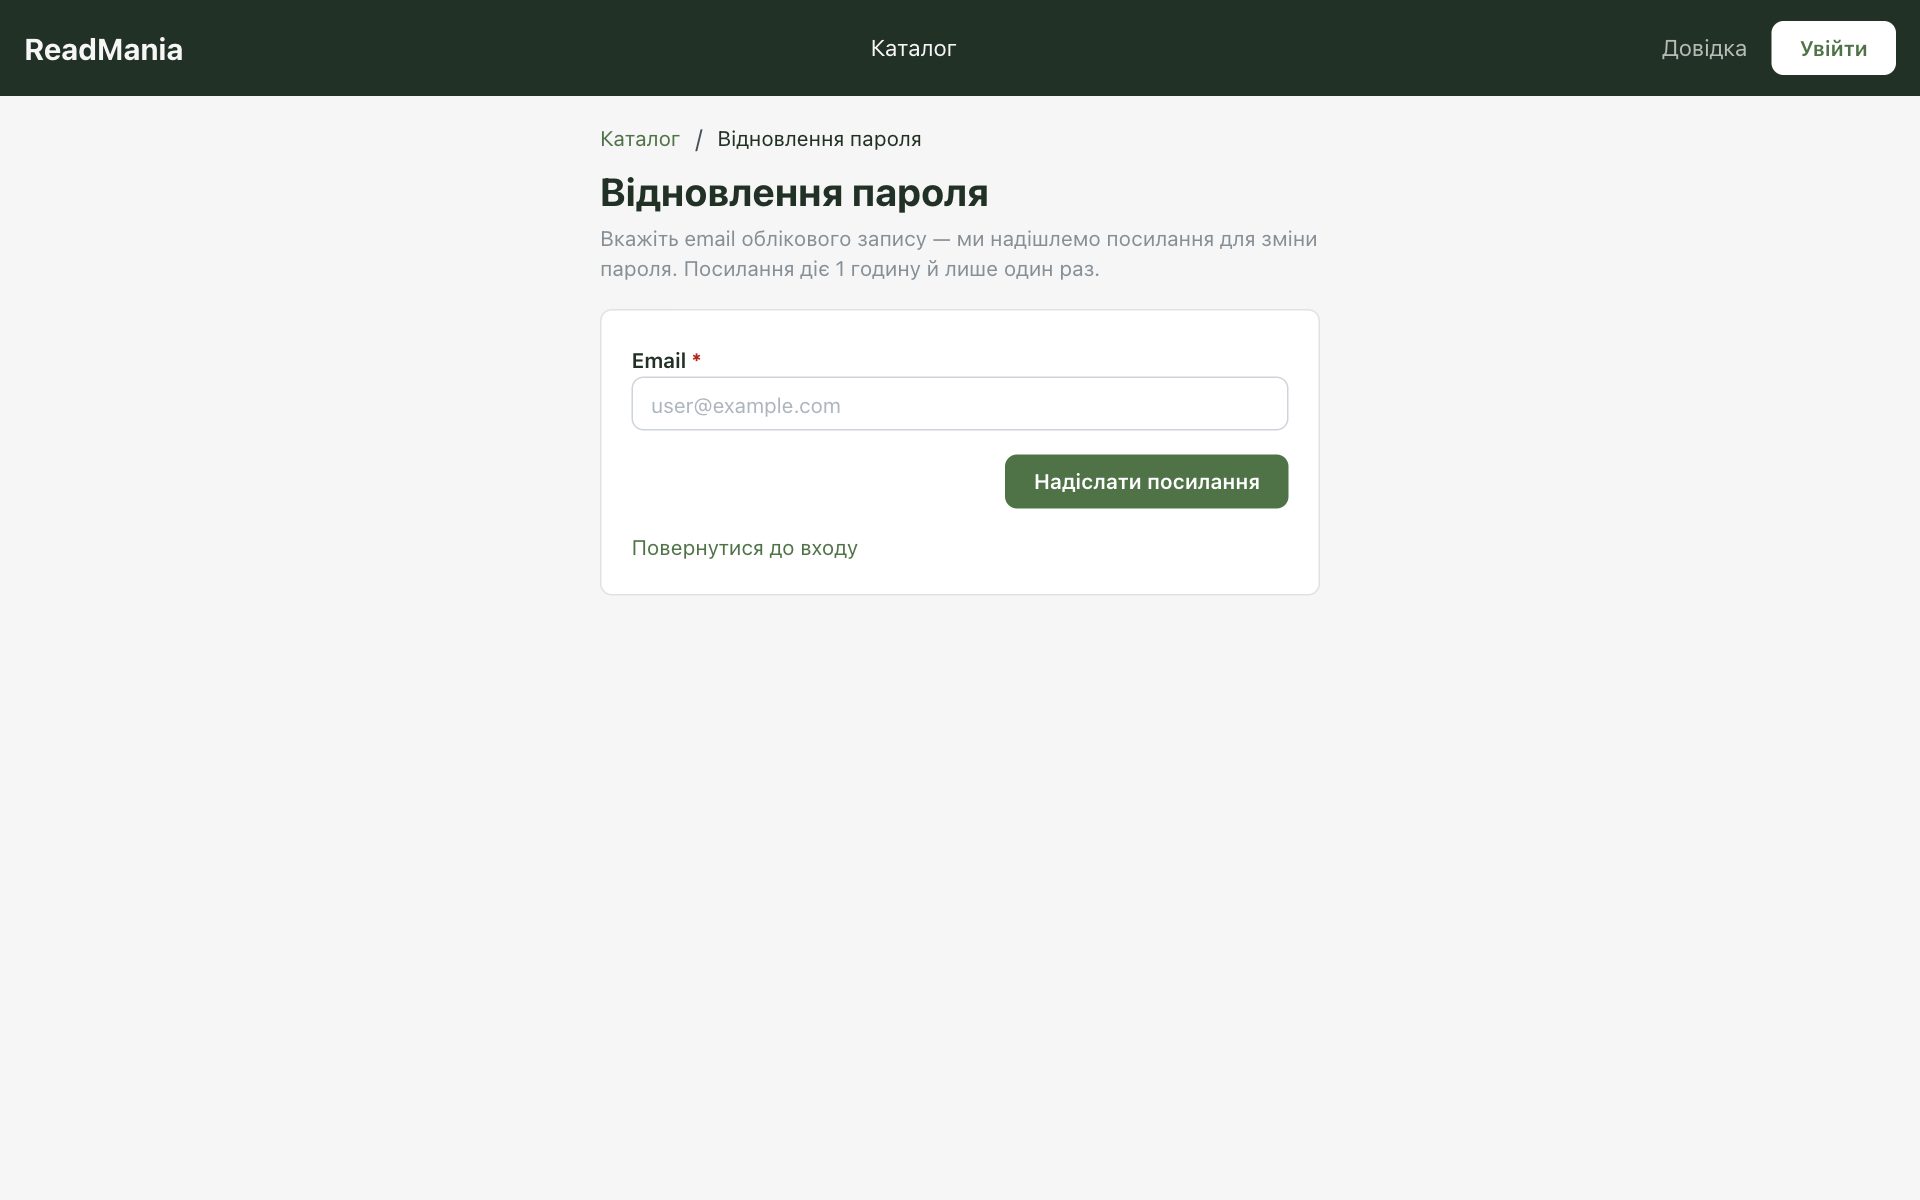 ReadMania
Каталог
Довідка
Увійти
Каталог / Відновлення пароля
Відновлення пароля
Вкажіть email облікового запису — ми надішлемо посилання для зміни
пароля. Посилання діє 1 годину й лише один раз.
Email *
user@example.com
Надіслати посилання
Повернутися до входу